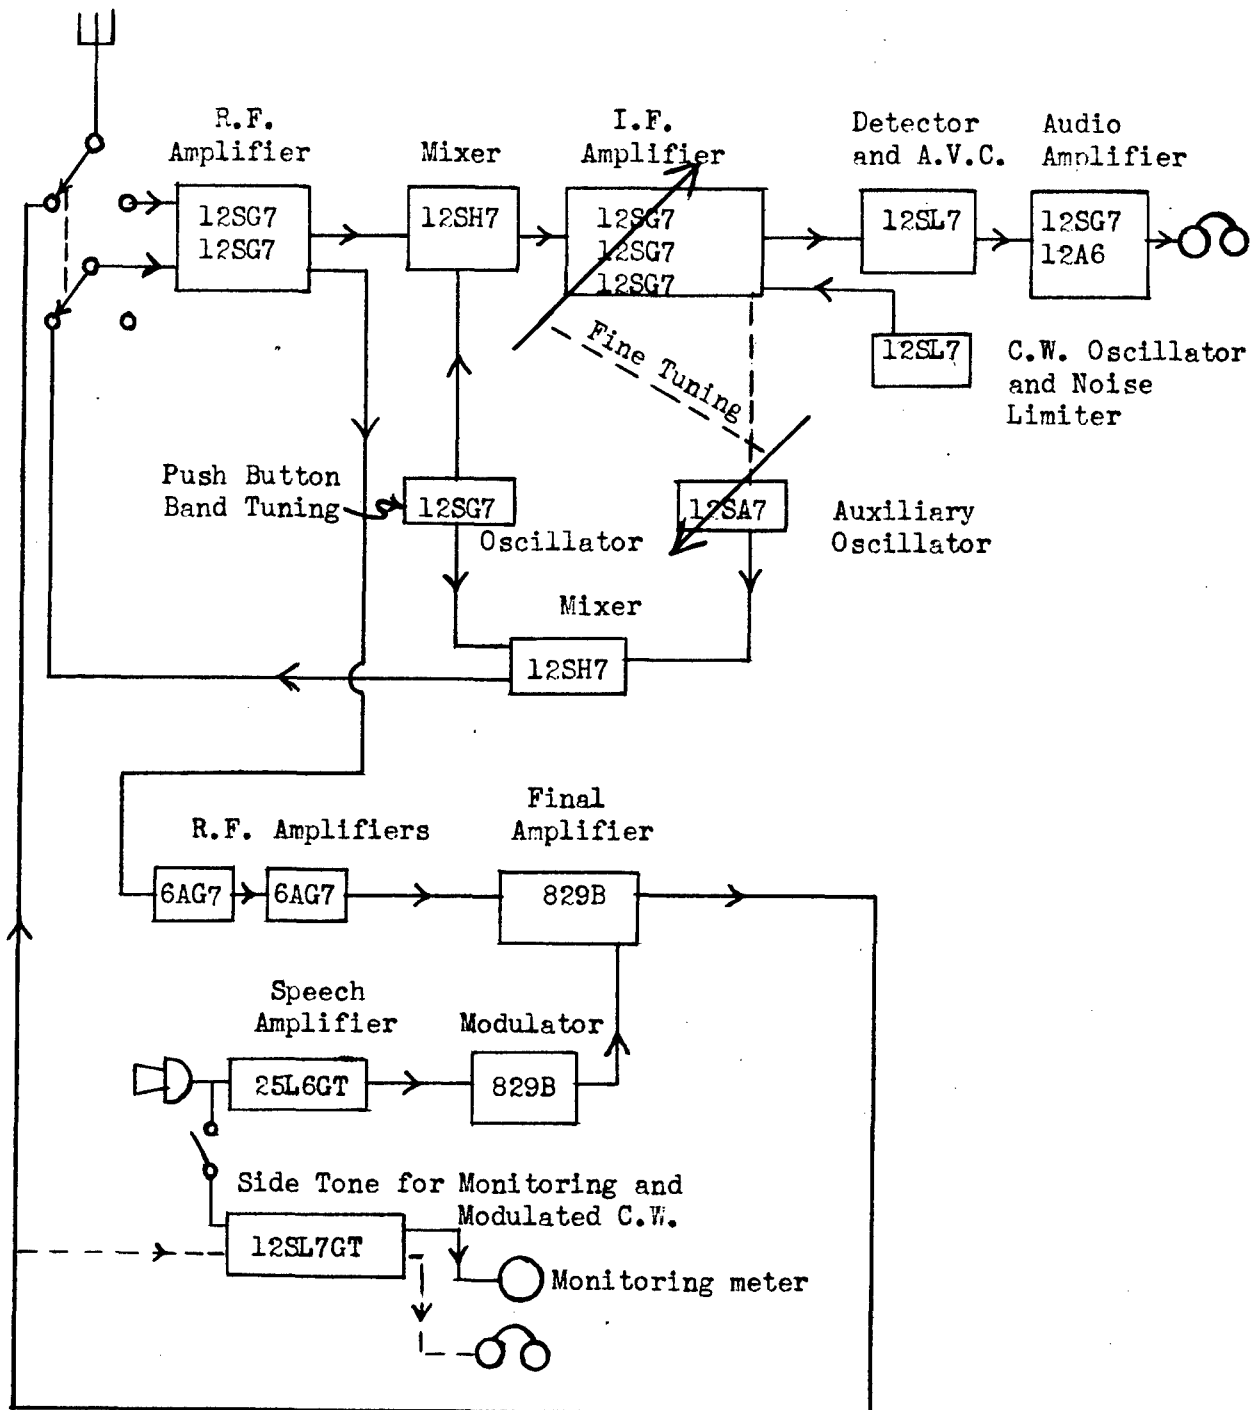 R.F.
Amplifier
Mixer
I.F.
Amplifier
Detector
and A.V.C.
Audio
Amplifier
12SG7
12SG7
12SH7
12SG7
12SG7
12SG7
12SL7
12SG7
12A6
12SL7
C.W. Oscillator
and Noise
Limiter
Fine Tuning
Push Button
Band Tuning
12SG7
Oscillator
12SA7
Auxiliary
Oscillator
Mixer
12SH7
R.F. Amplifiers
Final
Amplifier
6AG7
6AG7
829B
Speech
Amplifier
Modulator
25L6GT
829B
Side Tone for Monitoring and
Modulated C.W.
12SL7GT
Monitoring meter